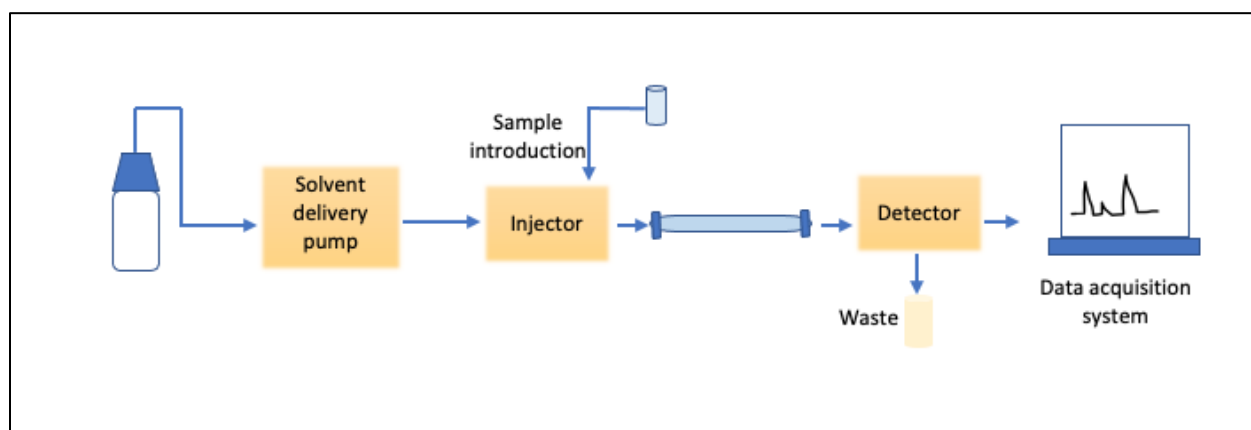 Sample
introduction
Solvent
delivery
pump
Injector
Detector
Waste
Data acquisition
system